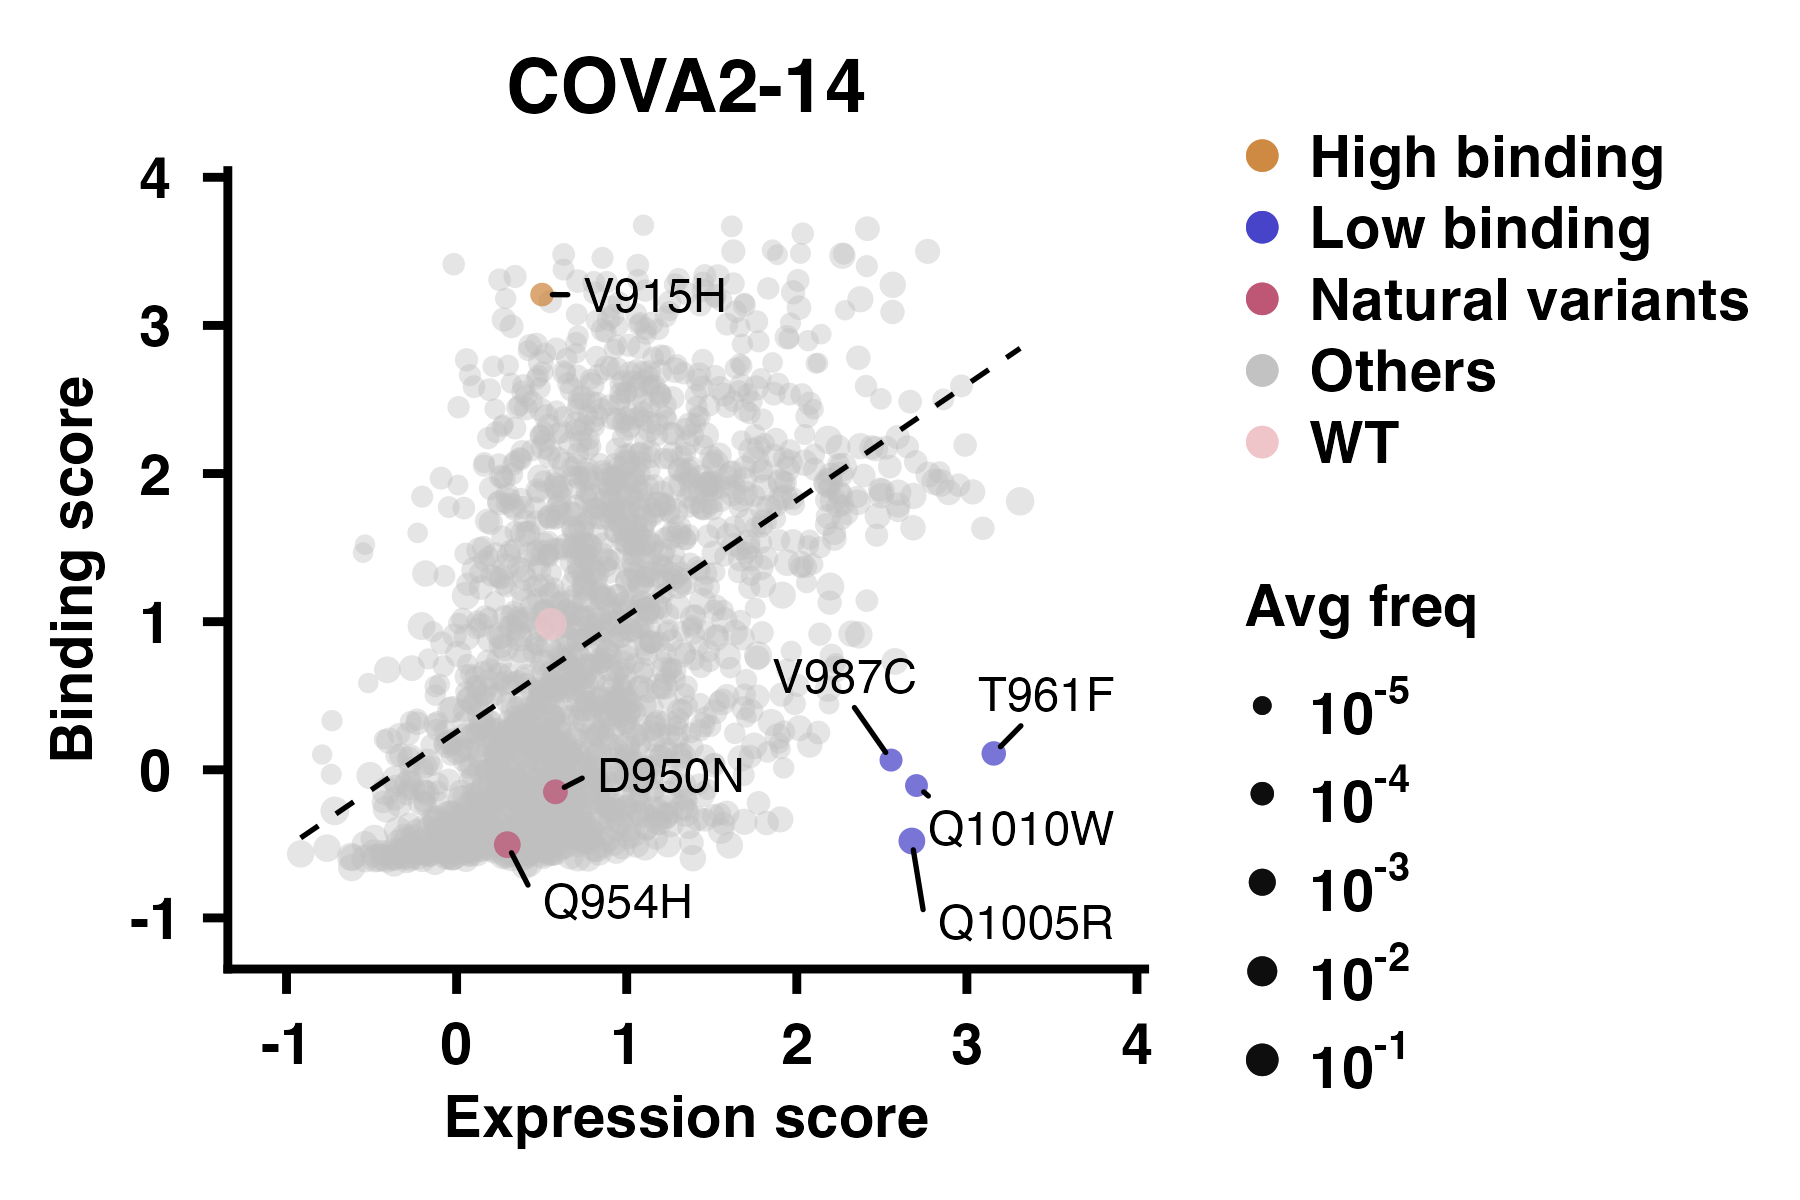 COVA2-14
Binding score
4
3
2
1
0
-1
V915H
V987C
T961F
D950N
Q1010W
Q954H
Q1005R
-1 0 1 2 3 4
Expression score
High binding
Low binding
Natural variants
Others
WT
Avg freq
10⁻⁵
10⁻⁴
10⁻³
10⁻²
10⁻¹